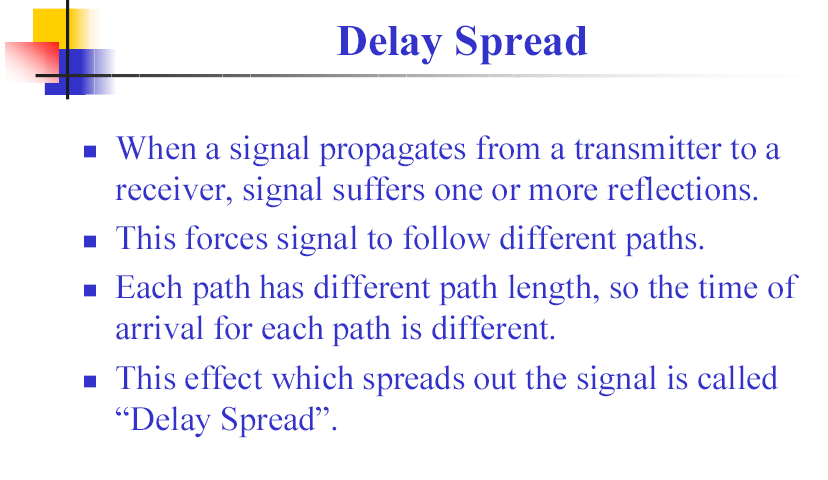 Delay Spread
When a signal propagates from a transmitter to a
receiver, signal suffers one or more reflections.
This forces signal to follow different paths.
Each path has different path length, so the time of
arrival for each path is different.
This effect which spreads out the signal is called
“Delay Spread”.